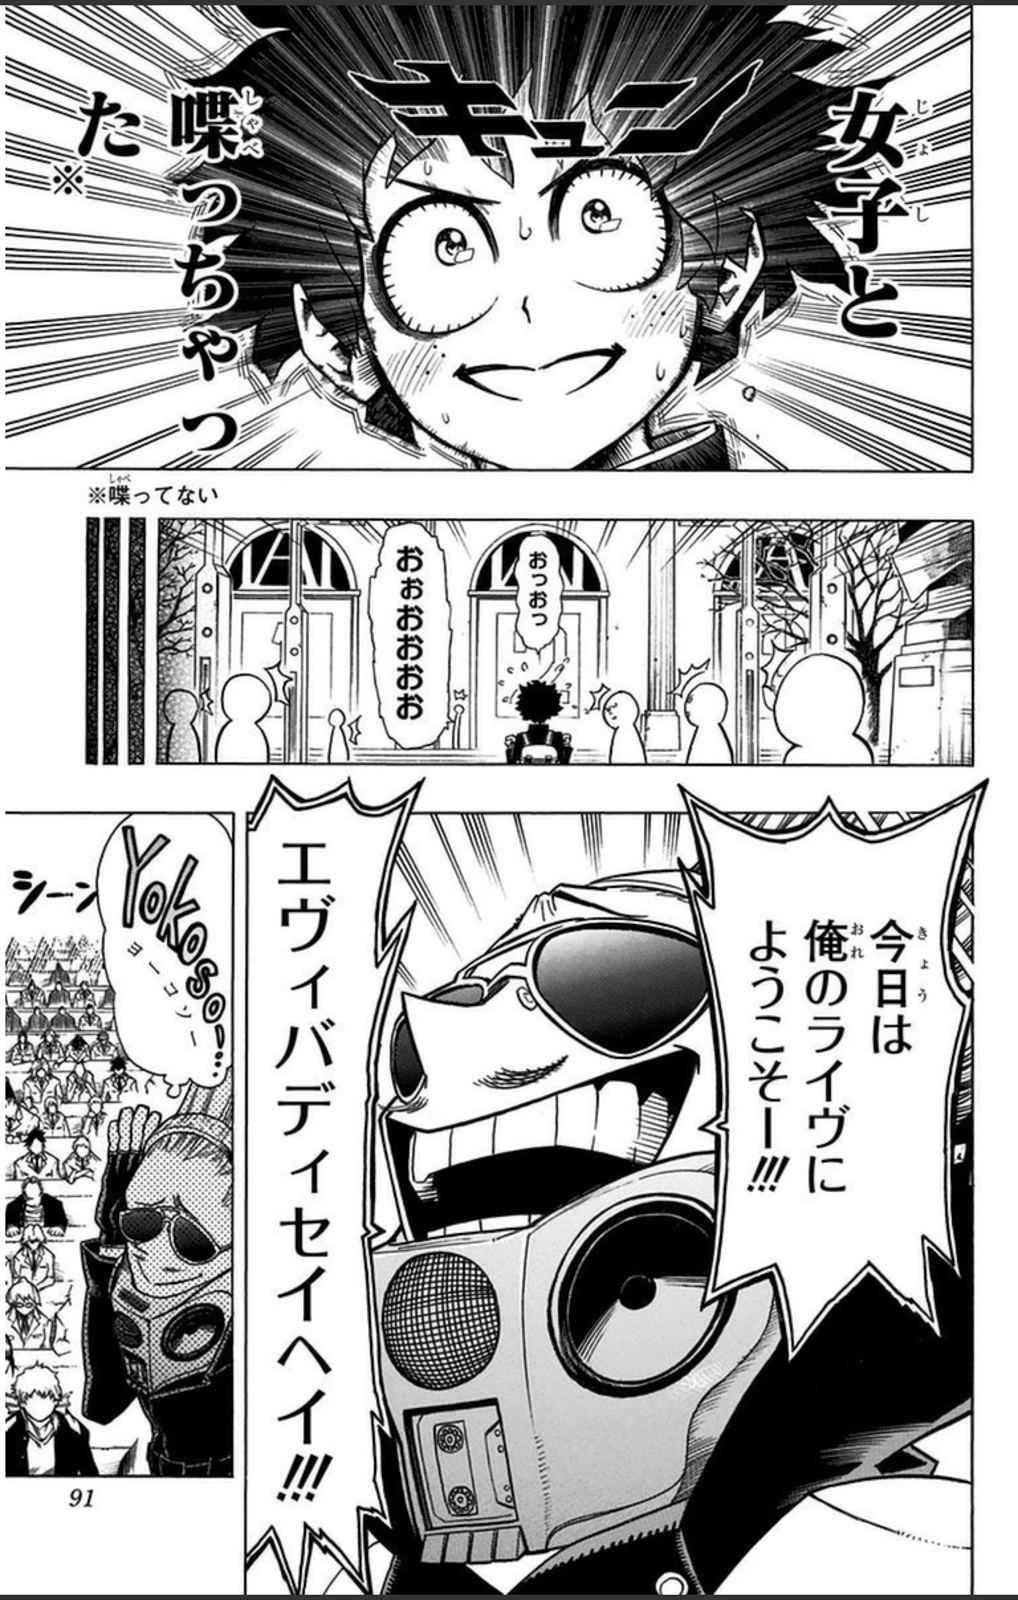 女子と
喋っちゃっ
た※
キュン
※喋ってない
おっおっ
おぉおおおお
今日は
俺のライヴに
ようこそー!!!
エヴィバディセイヘイ!!!
Yokoso!…
ヨーコソー
シーン
91